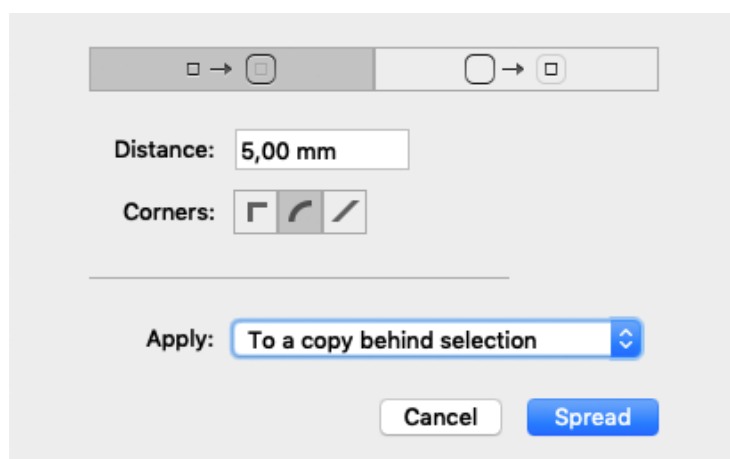 Distance: 5,00 mm
Corners:
Apply: To a copy behind selection
Cancel Spread